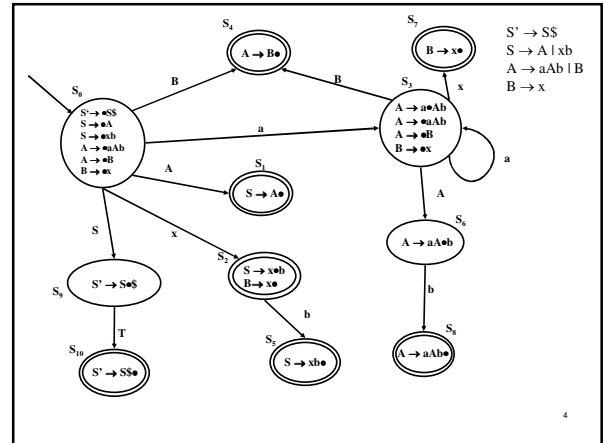 S' → S$
S → A | xb
A → aAb | B
B → x
S4
A → B●
S7
B → x●
B
B
x
S0
S' → ●S$
S → ●A
S → ●xb
A → ●aAb
A → ●B
B → ●x
S3
A → a●Ab
A → ●aAb
A → ●B
B → ●x
a
a
A
S1
S → A●
A
S
x
S2
S → x●b
B → x●
S6
A → aA●b
S9
S' → S●$
b
b
T
S10
S' → S$●
S5
S → xb●
S8
A → aAb●
4